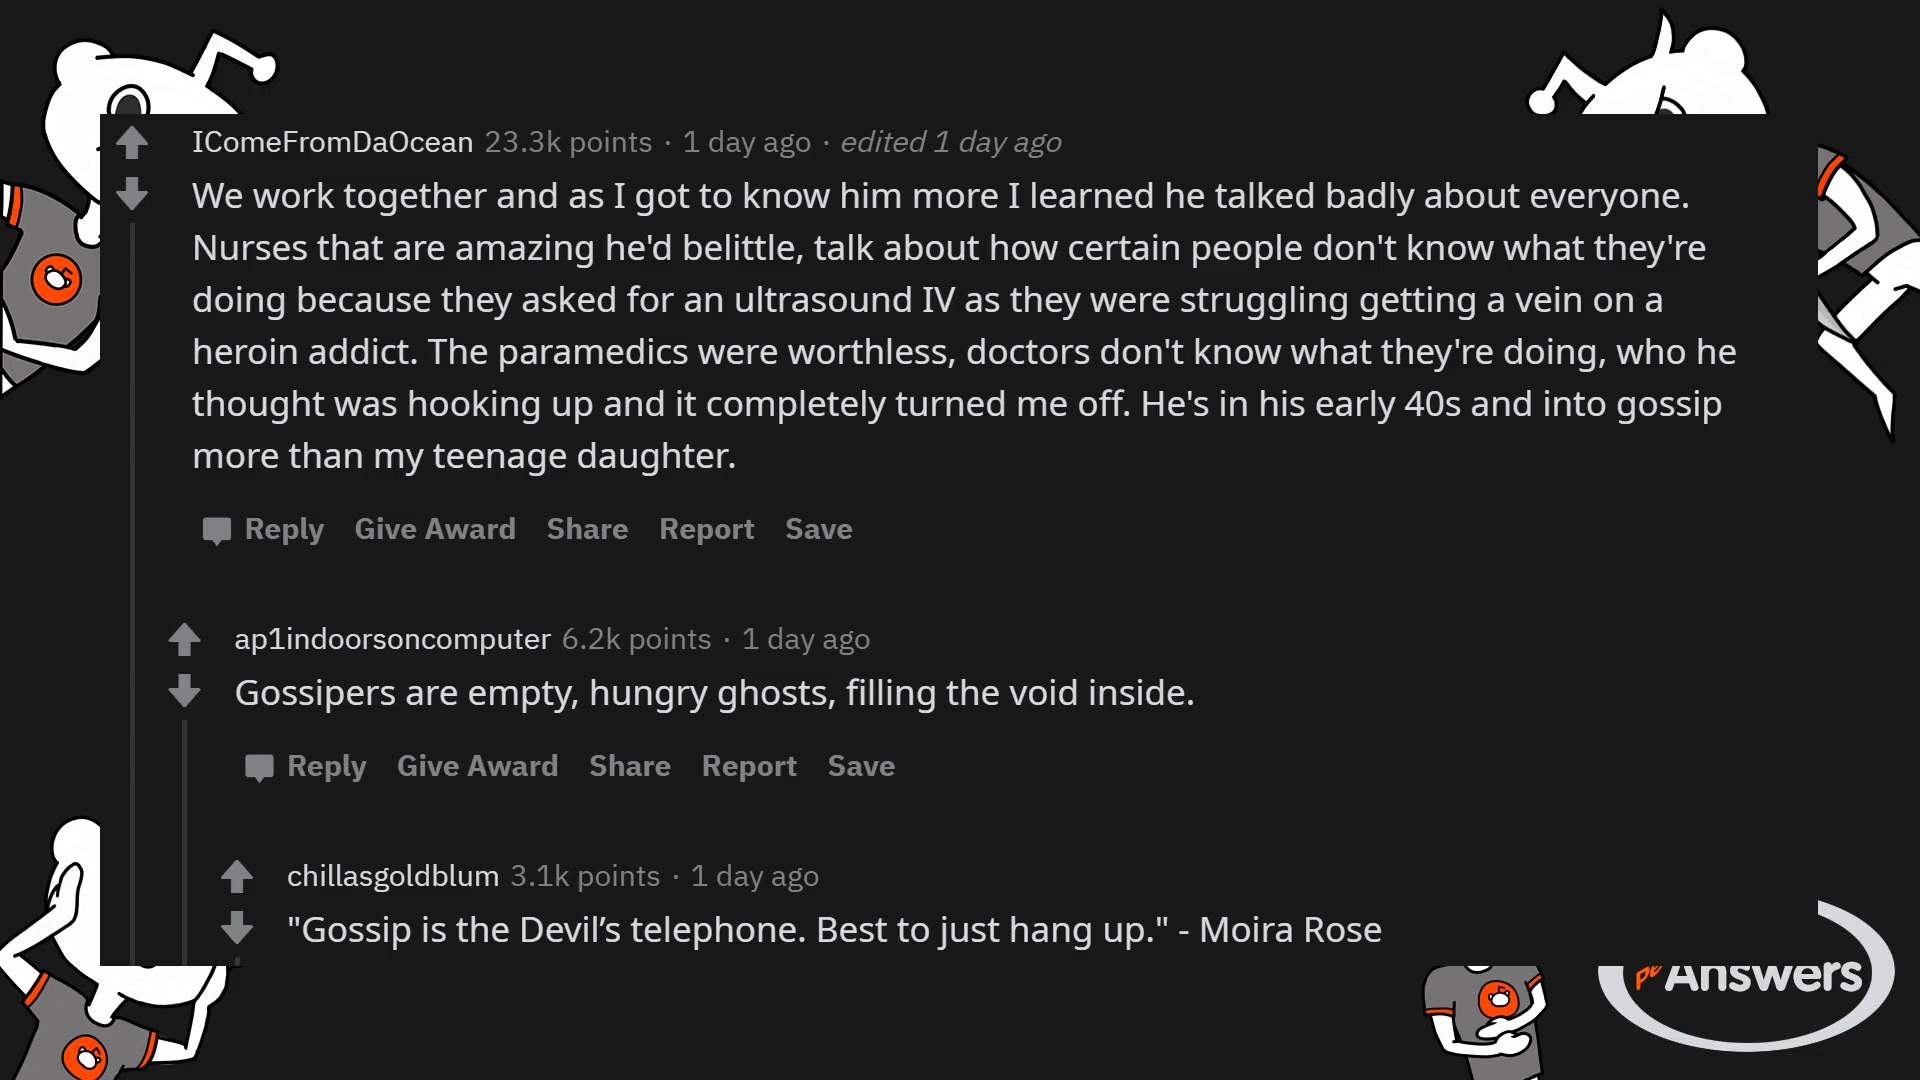 IComeFromDaOcean 23.3k points · 1 day ago · edited 1 day ago
We work together and as I got to know him more I learned he talked badly about everyone.
Nurses that are amazing he'd belittle, talk about how certain people don't know what they're
doing because they asked for an ultrasound IV as they were struggling getting a vein on a
heroin addict. The paramedics were worthless, doctors don't know what they're doing, who he
thought was hooking up and it completely turned me off. He's in his early 40s and into gossip
more than my teenage daughter.
Reply Give Award Share Report Save
ap1indoorsoncomputer 6.2k points · 1 day ago
Gossipers are empty, hungry ghosts, filling the void inside.
Reply Give Award Share Report Save
chillasgoldblum 3.1k points · 1 day ago
"Gossip is the Devil’s telephone. Best to just hang up." - Moira Rose
Answers